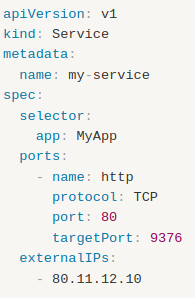 apiVersion: v1
kind: Service
metadata:
  name: my-service
spec:
  selector:
    app: MyApp
  ports:
    - name: http
      protocol: TCP
      port: 80
      targetPort: 9376
  externalIPs:
    - 80.11.12.10